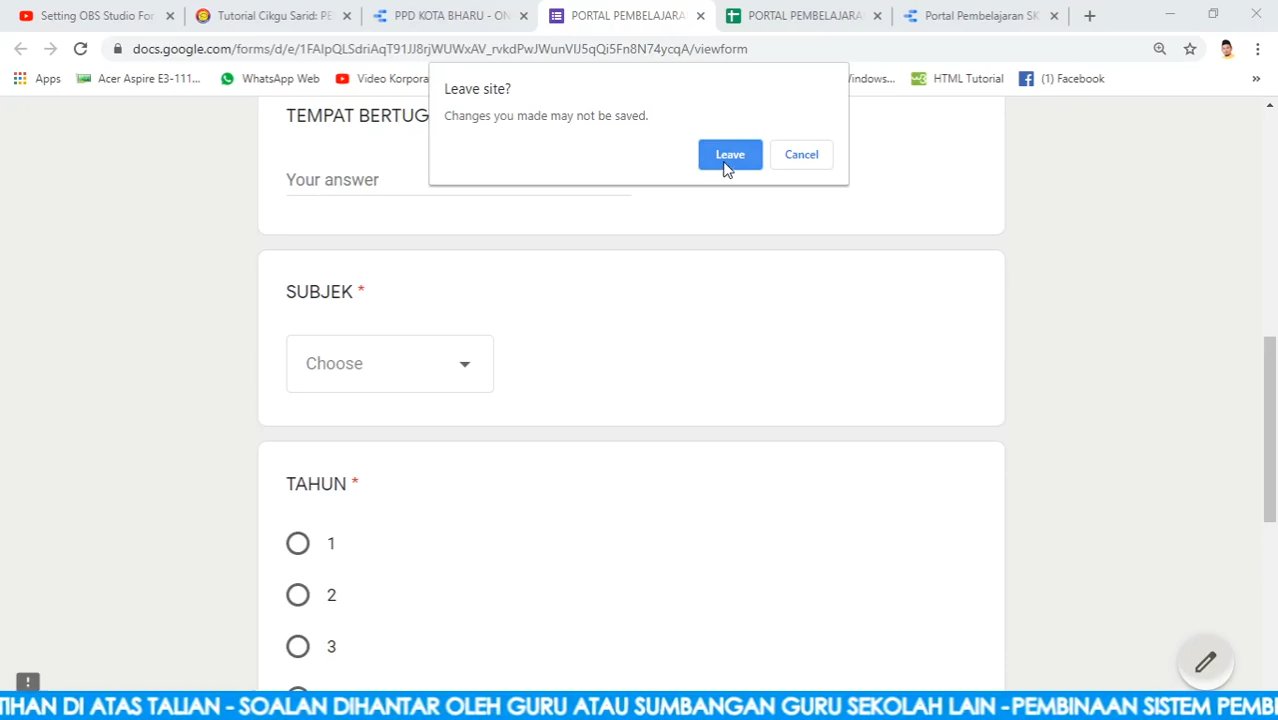 Setting OBS Studio For
Tutorial Cikgu Sarid: PE
PPD KOTA BHARU - ON
PORTAL PEMBELAJARA
PORTAL PEMBELAJARA
Portal Pembelajaran SK
docs.google.com/forms/d/e/1FAIpQLSdriAqT91JJ8rjWUWxAV_rvkdPwJWunVIJ5qQi5Fn8N74ycqA/viewform
Apps
Acer Aspire E3-111...
WhatsApp Web
Video Korpora
Vindows...
HTML Tutorial
(1) Facebook
Leave site?
Changes you made may not be saved.
Leave
Cancel
TEMPAT BERTUG
Your answer
SUBJEK *
Choose
TAHUN *
1
2
3
TIHAN DI ATAS TALIAN - SOALAN DIHANTAR OLEH GURU ATAU SUMBANGAN GURU SEKOLAH LAIN - PEMBINAAN SISTEM PEMB